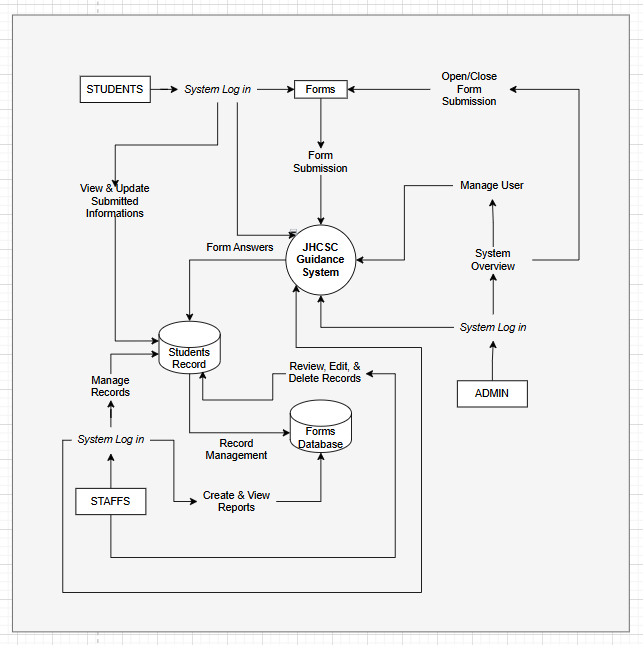 Open/Close
Form
Submission
STUDENTS
System Log in
Forms
Form
Submission
View & Update
Submitted
Informations
Manage User
Form Answers
JHCSC
Guidance
System
System
Overview
System Log in
Students
Record
Review, Edit, &
Delete Records
Manage
Records
ADMIN
System Log in
Record
Management
Forms
Database
STAFFS
Create & View
Reports